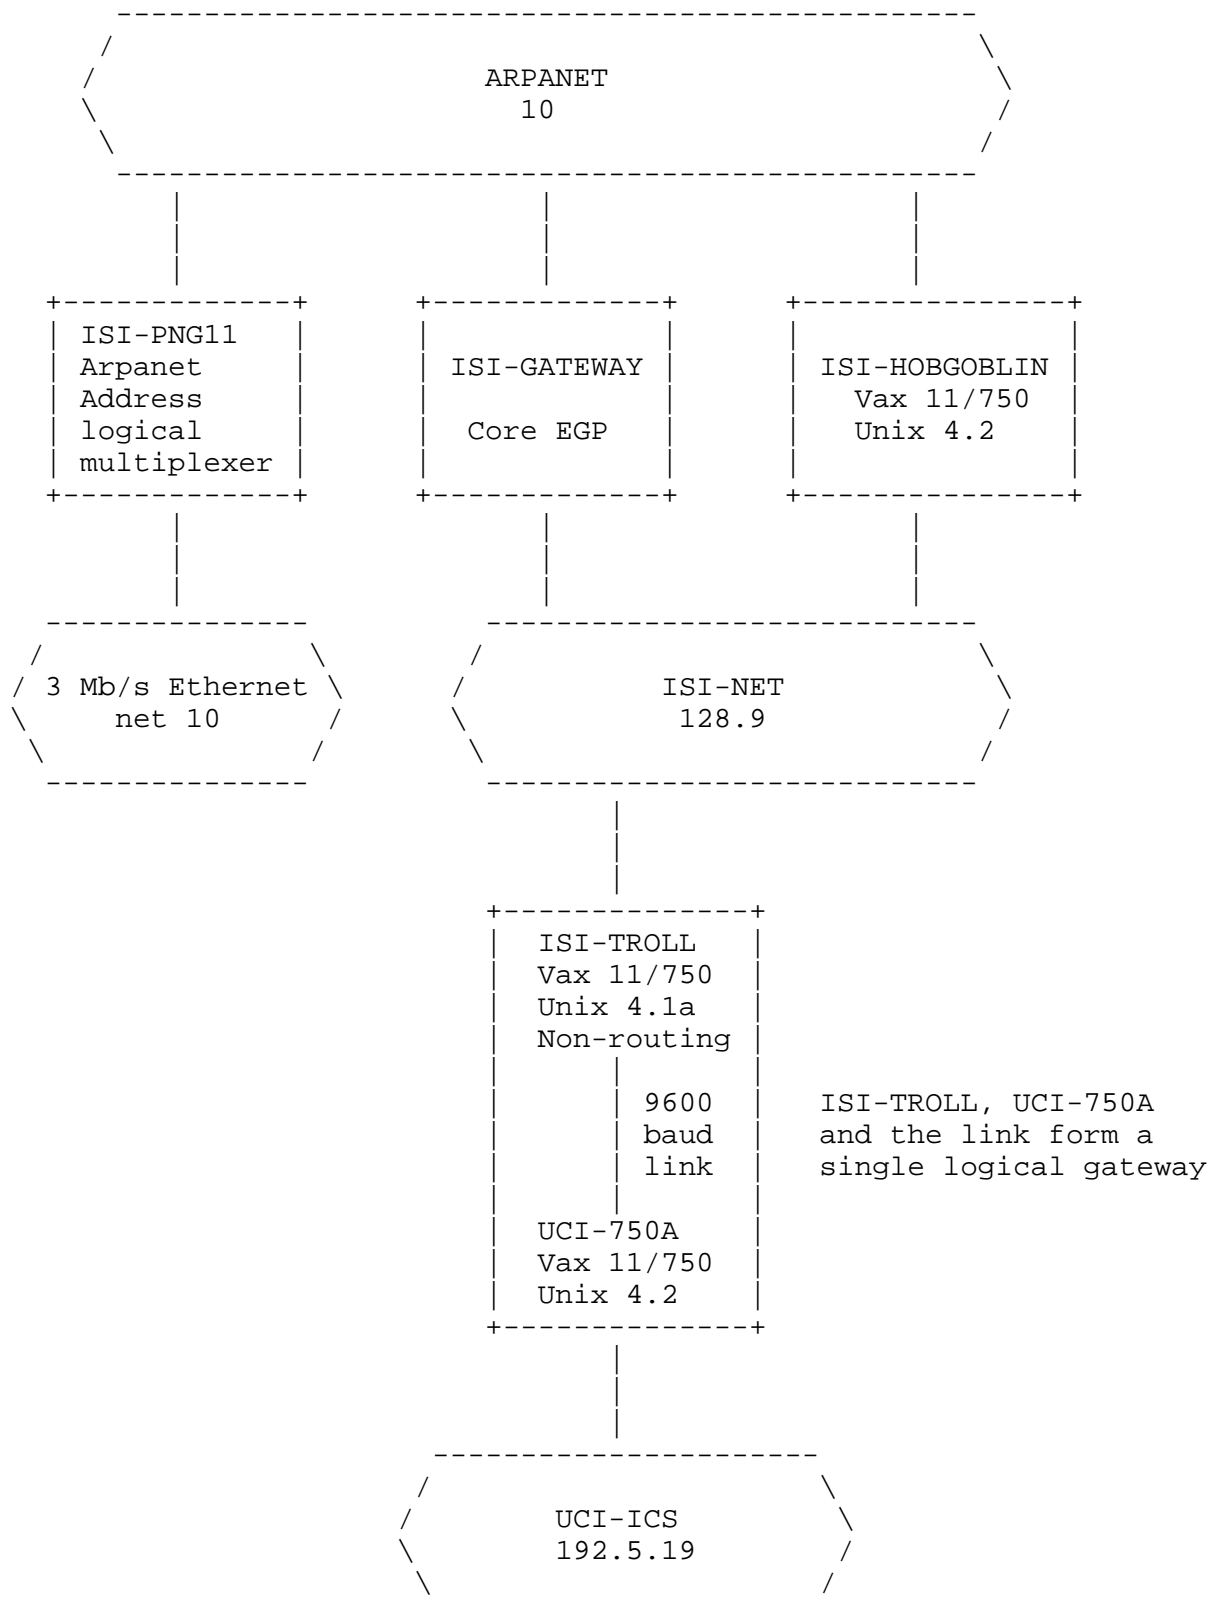 ARPANET
10
ISI-PNG11
Arpanet
Address
logical
multiplexer
ISI-GATEWAY
Core EGP
ISI-HOBGOBLIN
Vax 11/750
Unix 4.2
3 Mb/s Ethernet
net 10
ISI-NET
128.9
ISI-TROLL
Vax 11/750
Unix 4.1a
Non-routing
9600
baud
link
ISI-TROLL, UCI-750A
and the link form a
single logical gateway
UCI-750A
Vax 11/750
Unix 4.2
UCI-ICS
192.5.19